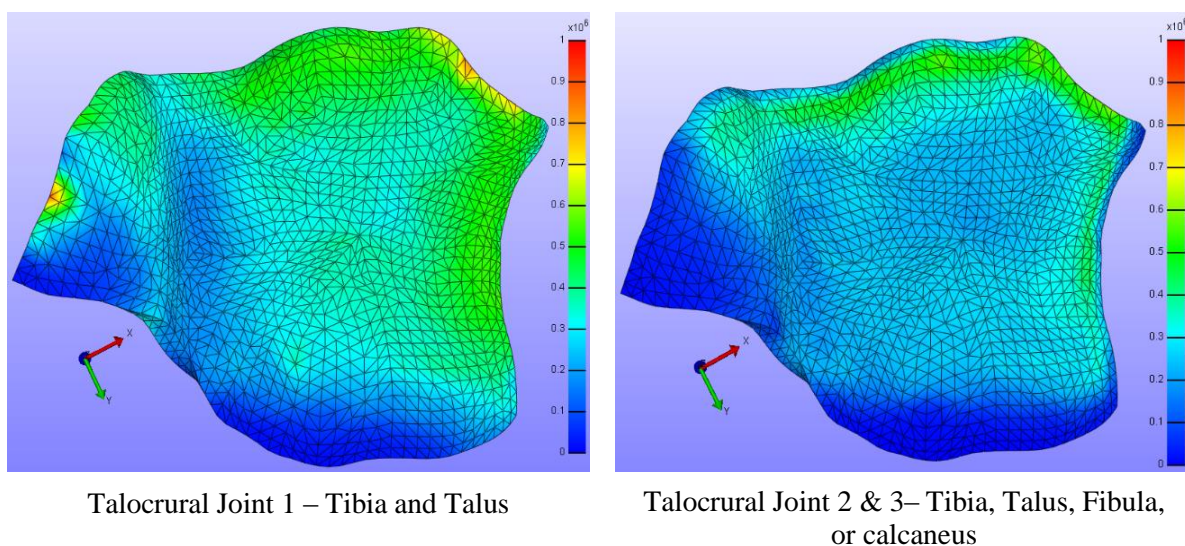 x10⁶
1
0.9
0.8
0.7
0.6
0.5
0.4
0.3
0.2
0.1
0
X
Y
x10⁶
1
0.9
0.8
0.7
0.6
0.5
0.4
0.3
0.2
0.1
0
X
Y
Talocrural Joint 1 – Tibia and Talus
Talocrural Joint 2 & 3– Tibia, Talus, Fibula,
or calcaneus